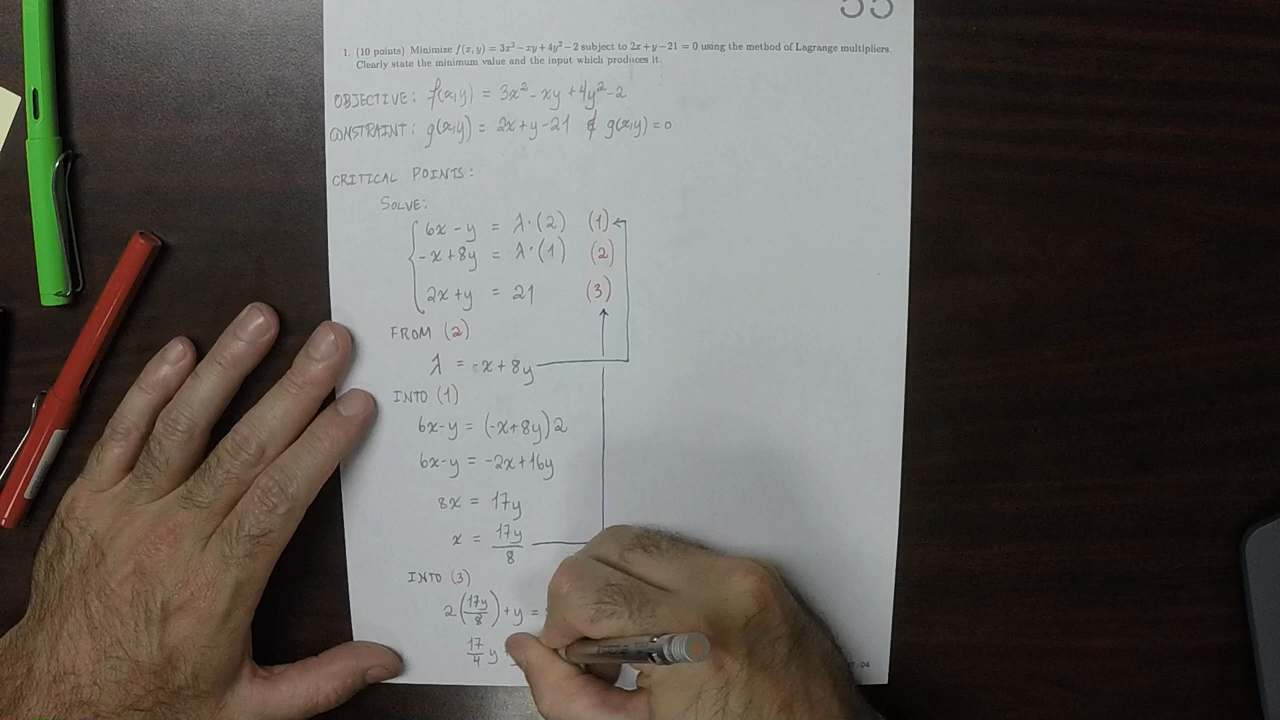 55
1. (10 points) Minimize f(x, y) = 3x² − xy + 4y² − 2 subject to 2x + y − 21 = 0 using the method of Lagrange multipliers.
Clearly state the minimum value and the input which produces it.
OBJECTIVE: f(x,y) = 3x² - xy + 4y² - 2
CONSTRAINT: g(x,y) = 2x + y - 21 & g(x,y) = 0
CRITICAL POINTS:
SOLVE:
6x - y = λ·(2) (1)
-x + 8y = λ·(1) (2)
2x + y = 21 (3)
FROM (2)
λ = -x + 8y
INTO (1)
6x - y = (-x + 8y)2
6x - y = -2x + 16y
8x = 17y
x = 17y/8
INTO (3)
2(17y/8) + y =
17/4 y